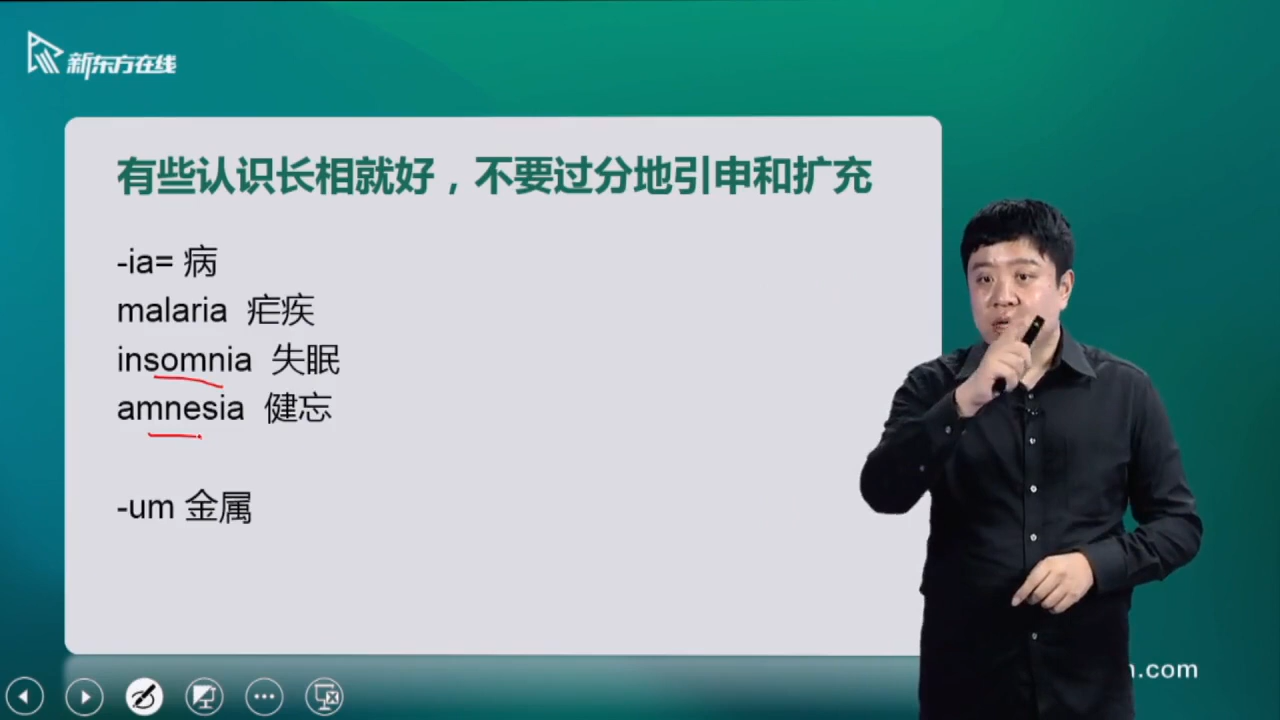 新东方在线
有些认识长相就好，不要过分地引申和扩充
-ia= 病
malaria 疟疾
insomnia 失眠
amnesia 健忘
-um 金属
.com